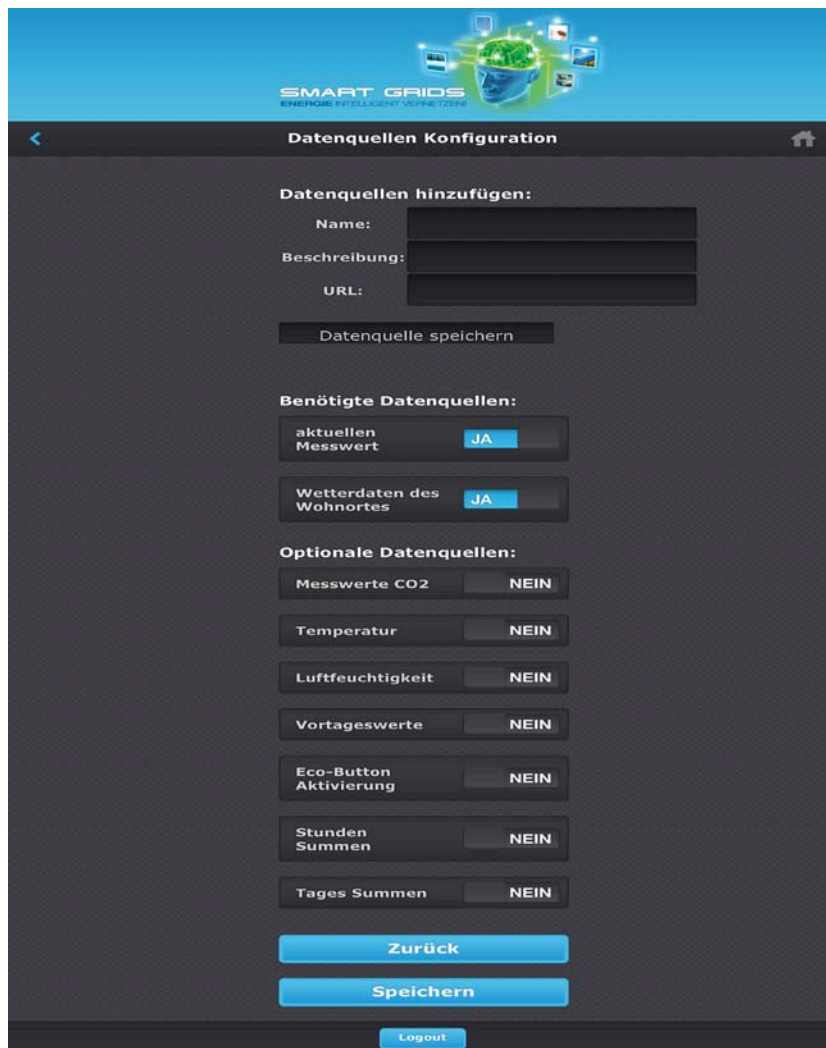 SMART GRIDS
ENERGIE INTELLIGENT VERNETZEN!
Datenquellen Konfiguration
Datenquellen hinzufügen:
Name:
Beschreibung:
URL:
Datenquelle speichern
Benötigte Datenquellen:
aktuellen
Messwert
JA
Wetterdaten des
Wohnortes
JA
Optionale Datenquellen:
Messwerte CO2 NEIN
Temperatur NEIN
Luftfeuchtigkeit NEIN
Vortageswerte NEIN
Eco-Button
Aktivierung
NEIN
Stunden
Summen
NEIN
Tages Summen NEIN
Zurück
Speichern
Logout